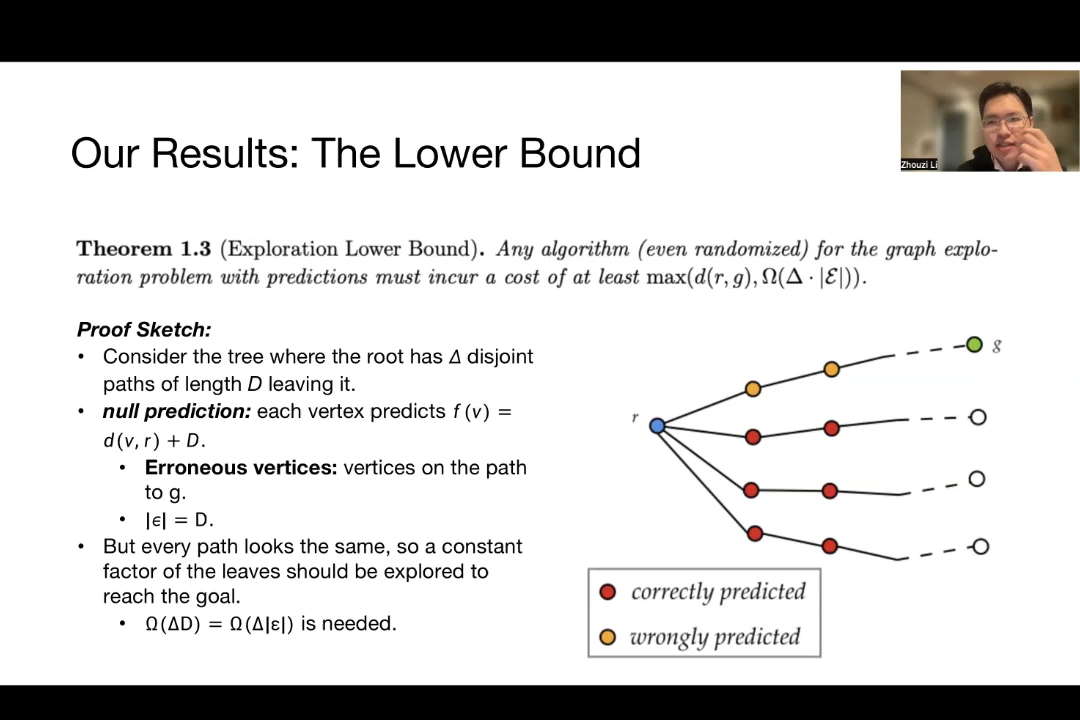 Our Results: The Lower Bound
Zhouzi Li
Theorem 1.3 (Exploration Lower Bound). Any algorithm (even randomized) for the graph explo-
ration problem with predictions must incur a cost of at least max(d(r, g), Ω(Δ · |ℰ|)).
Proof Sketch:
• Consider the tree where the root has Δ disjoint
paths of length D leaving it.
• null prediction: each vertex predicts f (v) =
d(v, r) + D.
• Erroneous vertices: vertices on the path
to g.
• |ϵ| = D.
• But every path looks the same, so a constant
factor of the leaves should be explored to
reach the goal.
• Ω(ΔD) = Ω(Δ|ε|) is needed.
r
g
correctly predicted
wrongly predicted